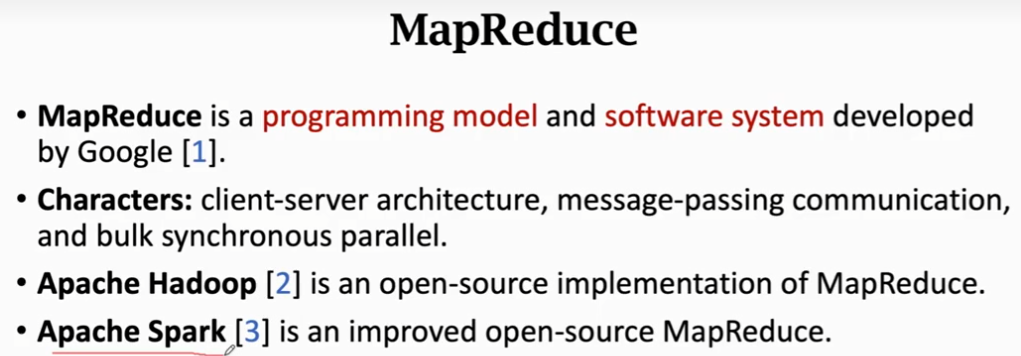 MapReduce
• MapReduce is a programming model and software system developed
by Google [1].
• Characters: client-server architecture, message-passing communication,
and bulk synchronous parallel.
• Apache Hadoop [2] is an open-source implementation of MapReduce.
• Apache Spark [3] is an improved open-source MapReduce.